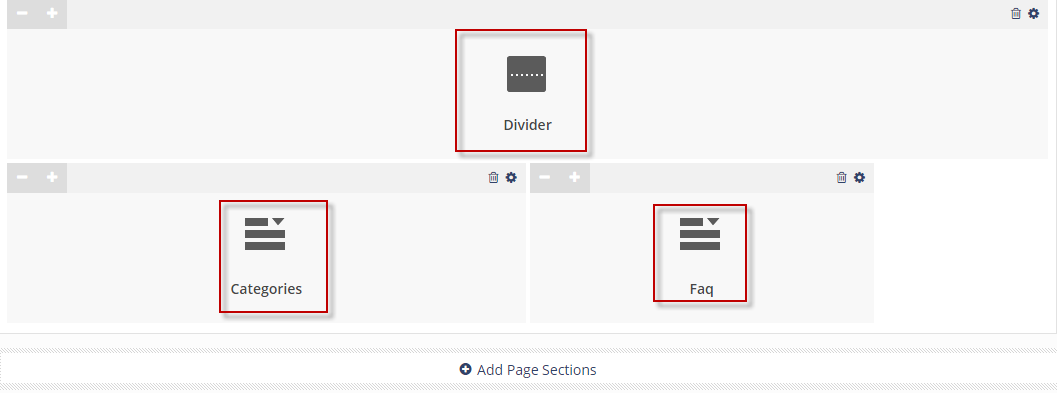 Divider
Categories
Faq
Add Page Sections